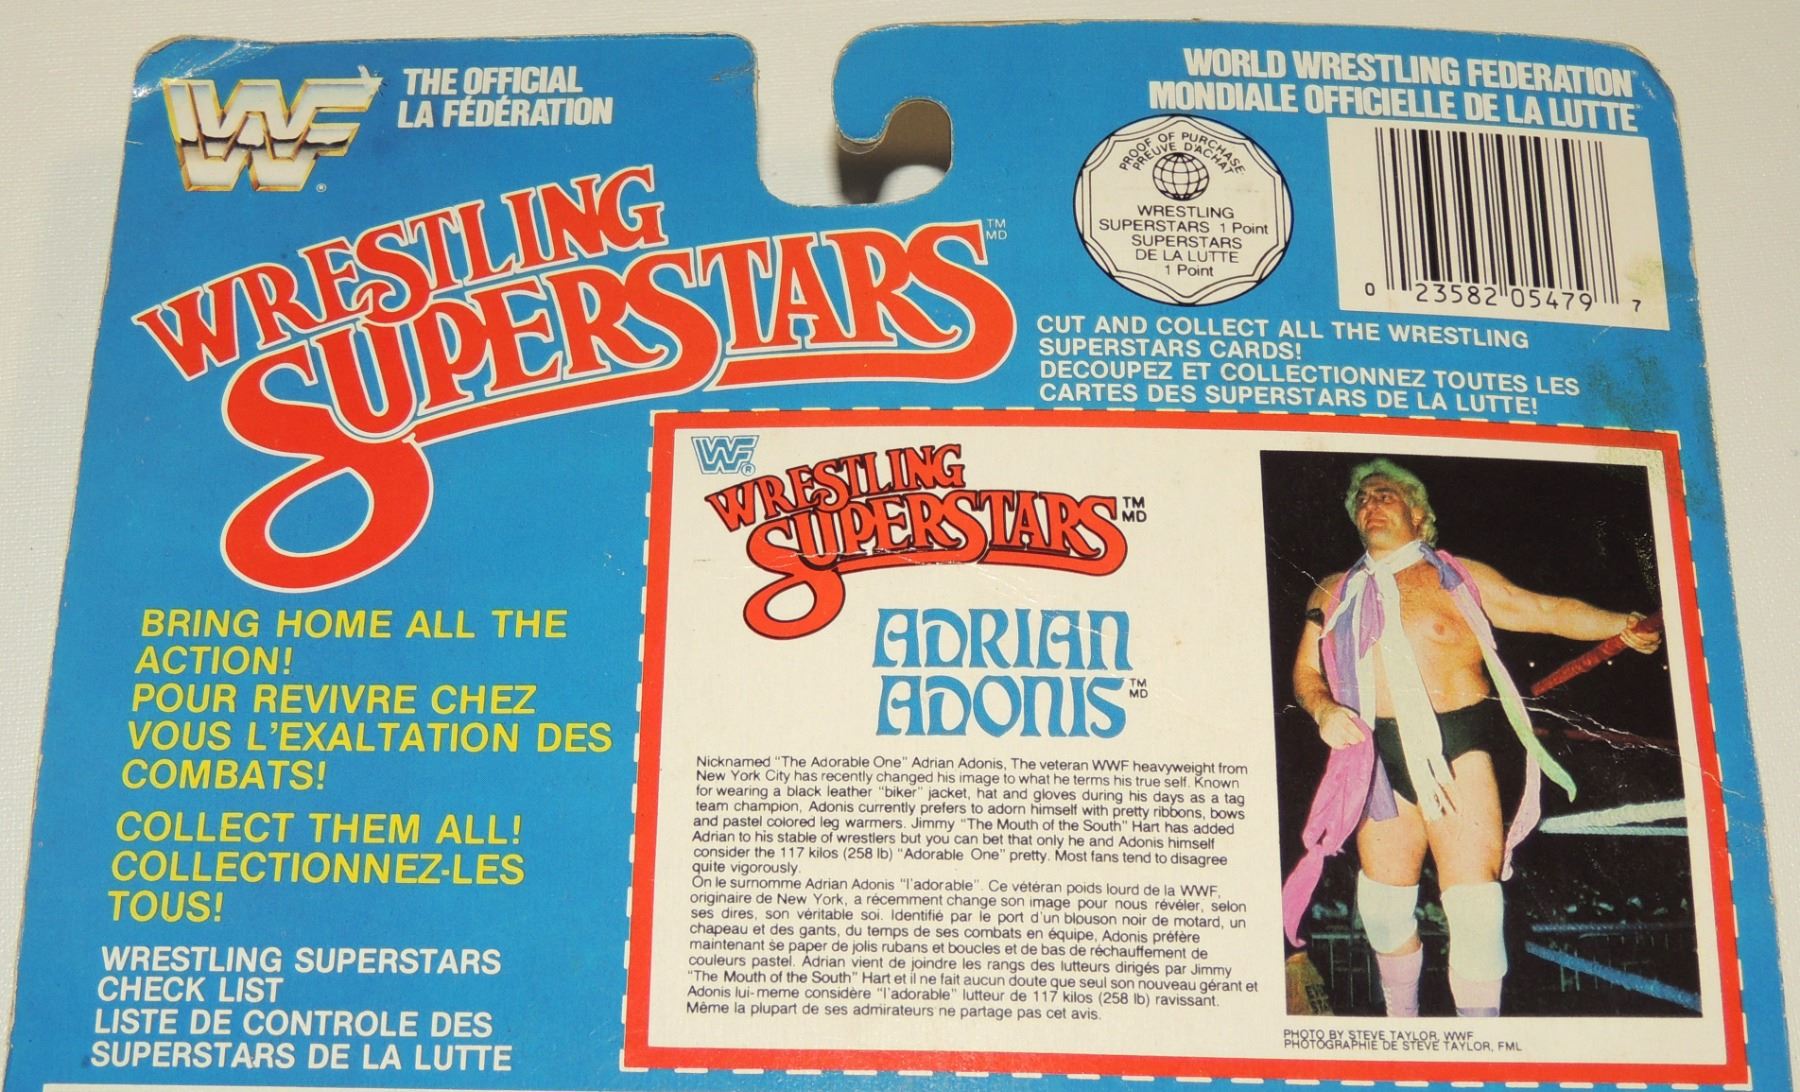 WF
THE OFFICIAL
LA FÉDÉRATION
WORLD WRESTLING FEDERATION
MONDIALE OFFICIELLE DE LA LUTTE
WRESTLING
SUPERSTARS
TM
MD
PROOF OF PURCHASE
PREUVE D'ACHAT
WRESTLING
SUPERSTARS 1 Point
SUPERSTARS
DE LA LUTTE
1 Point
0 23582 05479 7
CUT AND COLLECT ALL THE WRESTLING
SUPERSTARS CARDS!
DECOUPEZ ET COLLECTIONNEZ TOUTES LES
CARTES DES SUPERSTARS DE LA LUTTE!
BRING HOME ALL THE
ACTION!
POUR REVIVRE CHEZ
VOUS L'EXALTATION DES
COMBATS!
COLLECT THEM ALL!
COLLECTIONNEZ-LES
TOUS!
WRESTLING SUPERSTARS
CHECK LIST
LISTE DE CONTROLE DES
SUPERSTARS DE LA LUTTE
WF®
WRESTLING
SUPERSTARS
TM
MD
ADRIAN
ADONIS
TM
MD
Nicknamed "The Adorable One" Adrian Adonis, The veteran WWF heavyweight from
New York City has recently changed his image to what he terms his true self. Known
for wearing a black leather "biker" jacket, hat and gloves during his days as a tag
team champion, Adonis currently prefers to adorn himself with pretty ribbons, bows
and pastel colored leg warmers. Jimmy "The Mouth of the South" Hart has added
Adrian to his stable of wrestlers but you can bet that only he and Adonis himself
consider the 117 kilos (258 lb) "Adorable One" pretty. Most fans tend to disagree
quite vigorously.
On le surnomme Adrian Adonis "l'adorable". Ce vétéran poids lourd de la WWF,
originaire de New York, a récemment change son image pour nous révéler, selon
ses dires, son véritable soi. Identifié par le port d'un blouson noir de motard, un
chapeau et des gants, du temps de ses combats en équipe, Adonis préfère
maintenant se paper de jolis rubans et boucles et de bas de réchauffement de
couleurs pastel. Adrian vient de joindre les rangs des lutteurs dirigés par Jimmy
"The Mouth of the South" Hart et il ne fait aucun doute que seul son nouveau gérant et
Adonis lui-meme considère "l'adorable" lutteur de 117 kilos (258 lb) ravissant.
Même la plupart de ses admirateurs ne partage pas cet avis.
PHOTO BY STEVE TAYLOR, WWF
PHOTOGRAPHIE DE STEVE TAYLOR, FML